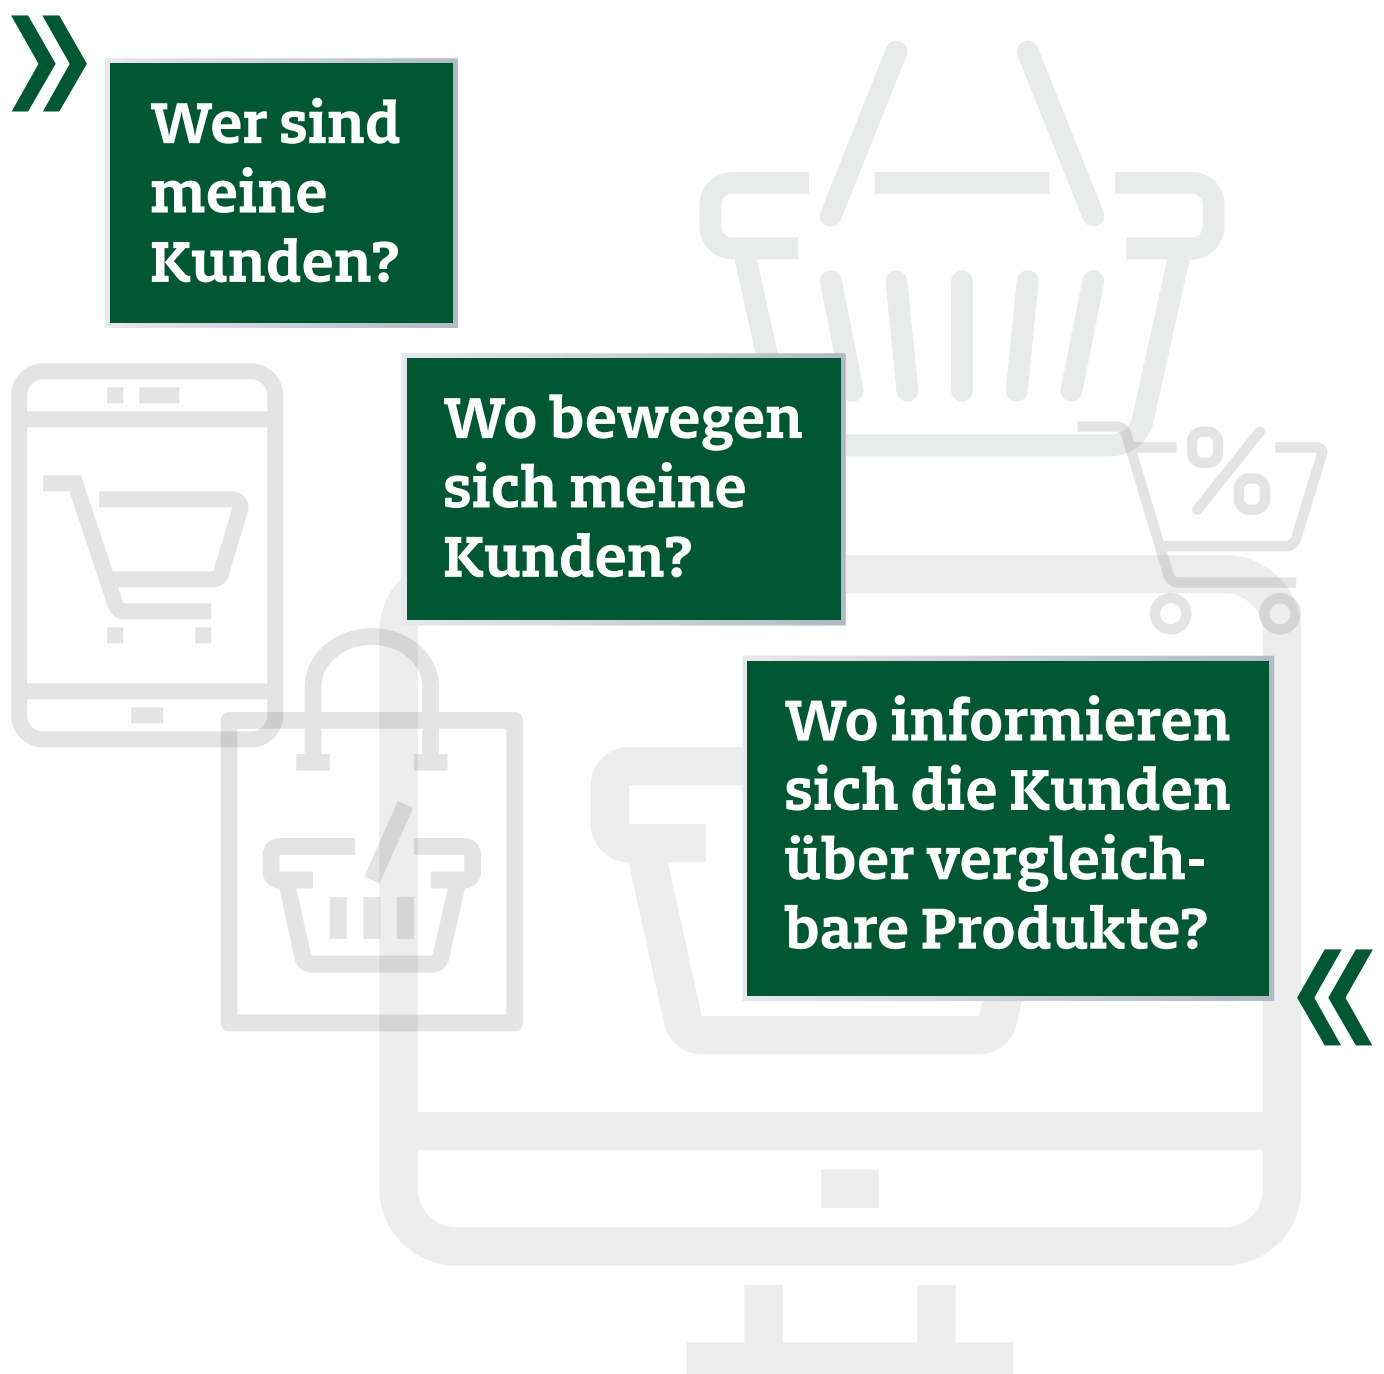 »
Wer sind
meine
Kunden?
Wo bewegen
sich meine
Kunden?
%
Wo informieren
sich die Kunden
über vergleich-
bare Produkte?
«